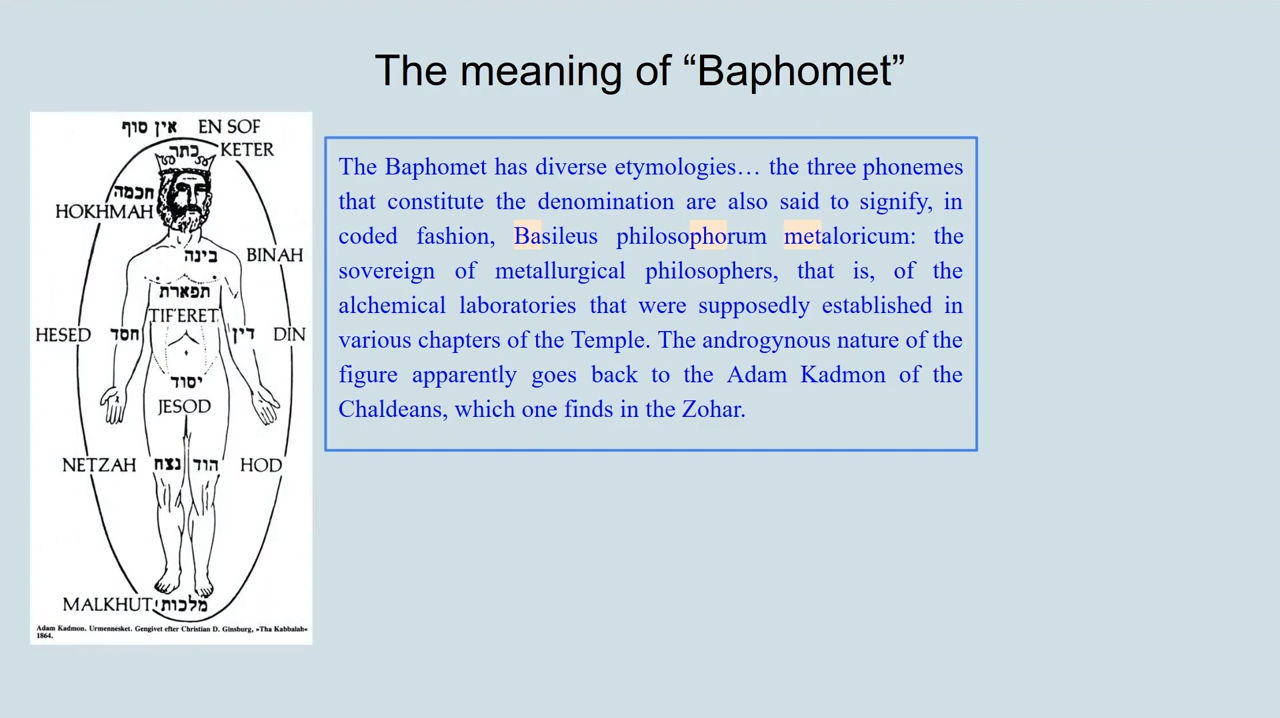 The meaning of “Baphomet”
אין סוף EN SOF
כתר KETER
חכמה
HOKHMAH
בינה BINAH
תפארת
TIF'ERET
HESED חסד דין DIN
יסוד
JESOD
NETZAH נצח הוד HOD
MALKHUT מלכות
Adam Kadmon. Urmennesket. Gengivet efter Christian D. Ginsburg, »Tha Kabbalah«
1864.
The Baphomet has diverse etymologies… the three phonemes
that constitute the denomination are also said to signify, in
coded fashion, Basileus philosophorum metaloricum: the
sovereign of metallurgical philosophers, that is, of the
alchemical laboratories that were supposedly established in
various chapters of the Temple. The androgynous nature of the
figure apparently goes back to the Adam Kadmon of the
Chaldeans, which one finds in the Zohar.